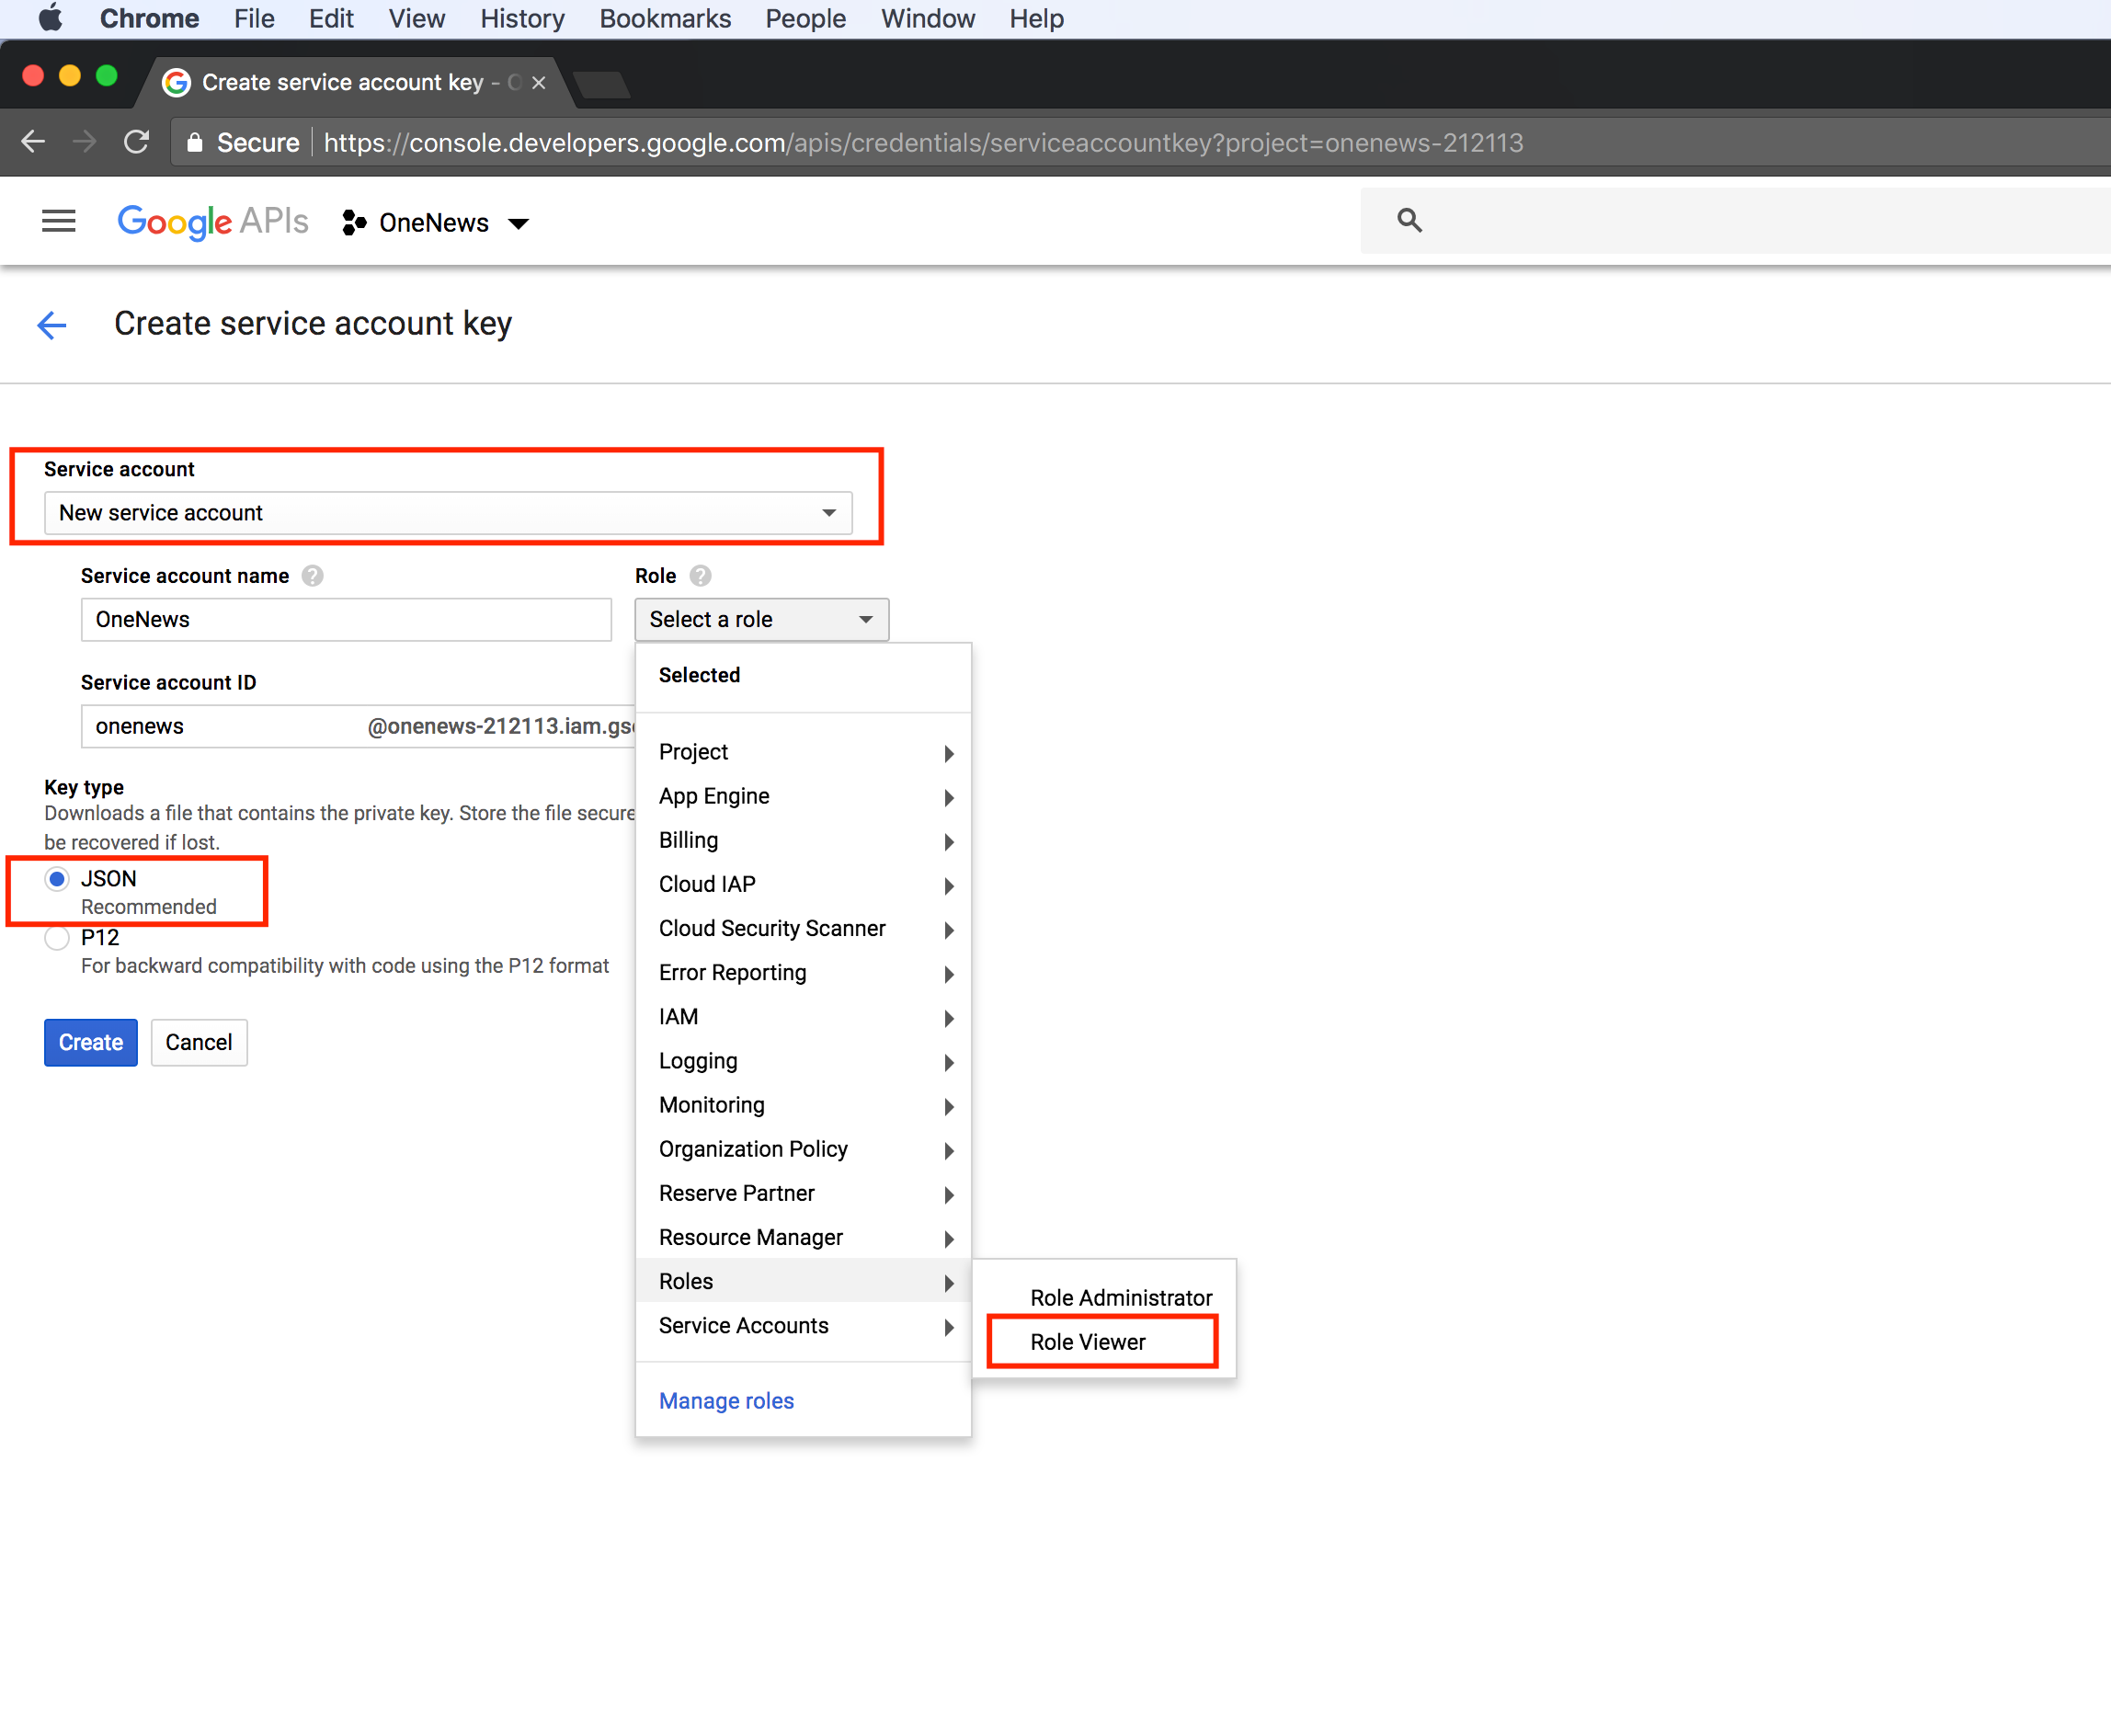 Chrome File Edit View History Bookmarks People Window Help
Create service account key - O
Secure https://console.developers.google.com/apis/credentials/serviceaccountkey?project=onenews-212113
Google APIs OneNews
Create service account key
Service account
New service account
Service account name Role
OneNews Select a role
Selected
Service account ID
onenews @onenews-212113.iam.gse
Key type
Downloads a file that contains the private key. Store the file secure
be recovered if lost.
JSON
Recommended
P12
For backward compatibility with code using the P12 format
Create Cancel
Project
App Engine
Billing
Cloud IAP
Cloud Security Scanner
Error Reporting
IAM
Logging
Monitoring
Organization Policy
Reserve Partner
Resource Manager
Roles
Service Accounts
Manage roles
Role Administrator
Role Viewer